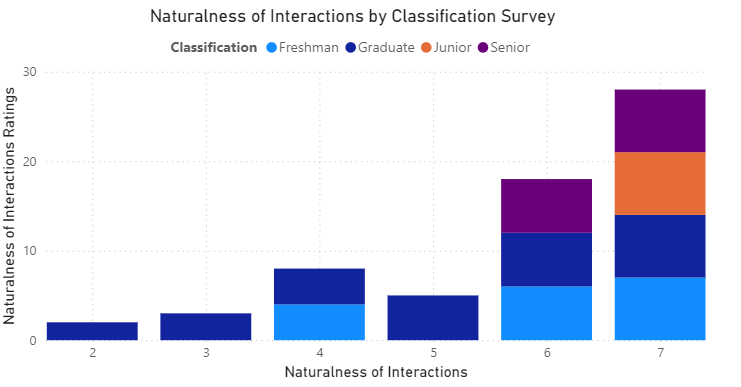 Naturalness of Interactions by Classification Survey
Classification Freshman Graduate Junior Senior
Naturalness of Interactions Ratings
30
20
10
0
2 3 4 5 6 7
Naturalness of Interactions